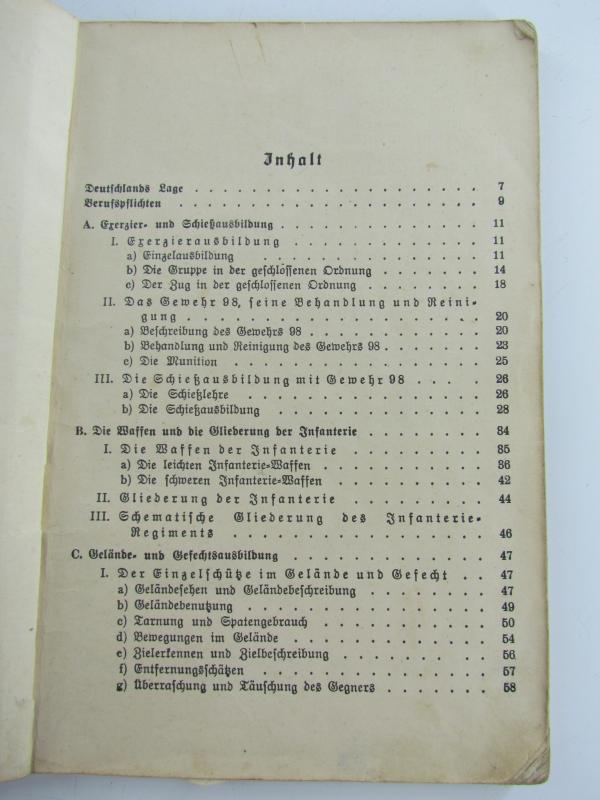 Inhalt
Deutschlands Lage . . . . . . . . . . . . . . . . . . . . 7
Berufspflichten . . . . . . . . . . . . . . . . . . . . 9
A. Exerzier- und Schießausbildung . . . . . . . . . . . . . 11
I. Exerzierausbildung . . . . . . . . . . . . . 11
a) Einzelausbildung . . . . . . . . . . . . . 11
b) Die Gruppe in der geschlossenen Ordnung . . . . . . . 14
c) Der Zug in der geschlossenen Ordnung . . . . . . . 18
II. Das Gewehr 98, seine Behandlung und Reini-
gung . . . . . . . . . . . . . . . . . . . . 20
a) Beschreibung des Gewehrs 98 . . . . . . . . . . . 20
b) Behandlung und Reinigung des Gewehrs 98 . . . . . . . 23
c) Die Munition . . . . . . . . . . . . . . . . . 25
III. Die Schießausbildung mit Gewehr 98 . . . . . 26
a) Die Schießlehre . . . . . . . . . . . . . . . . 26
b) Die Schießausbildung . . . . . . . . . . . . . . 28
B. Die Waffen und die Gliederung der Infanterie . . . . . . . . 34
I. Die Waffen der Infanterie . . . . . . . . . . 35
a) Die leichten Infanterie-Waffen . . . . . . . . . . . 36
b) Die schweren Infanterie-Waffen . . . . . . . . . . 42
II. Gliederung der Infanterie . . . . . . . . . . 44
III. Schematische Gliederung des Infanterie-
Regiments . . . . . . . . . . . . . . . . . 46
C. Gelände- und Gefechtsausbildung . . . . . . . . . . . . 47
I. Der Einzelschütze im Gelände und Gefecht . . 47
a) Geländesehen und Geländebeschreibung . . . . . . . . 47
b) Geländebenutzung . . . . . . . . . . . . . . . 49
c) Tarnung und Spatengebrauch . . . . . . . . . . . 50
d) Bewegungen im Gelände . . . . . . . . . . . . . 54
e) Zielerkennen und Zielbeschreibung . . . . . . . . . 56
f) Entfernungsschätzen . . . . . . . . . . . . . . 57
g) Überraschung und Täuschung des Gegners . . . . . . . 58